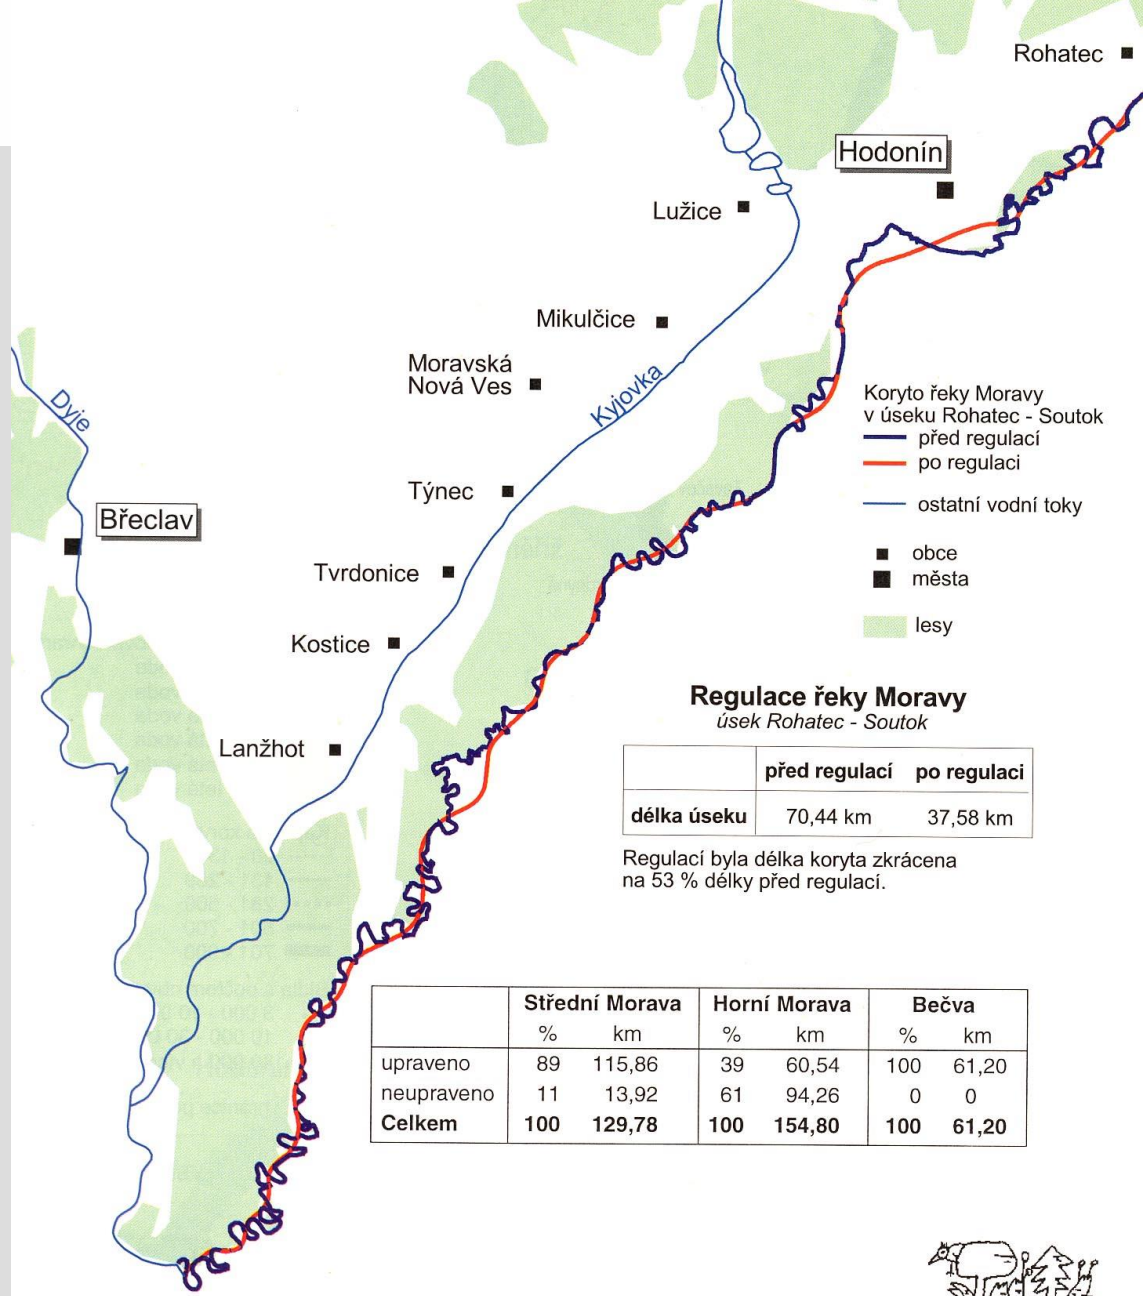 Rohatec
Hodonín
Lužice
Mikulčice
Moravská
Nová Ves
Kyjovka
Dyje
Koryto řeky Moravy
v úseku Rohatec - Soutok
před regulací
po regulaci
ostatní vodní toky
Týnec
Břeclav
obce
města
Tvrdonice
lesy
Kostice
Regulace řeky Moravy
úsek Rohatec - Soutok
Lanžhot
před regulací po regulaci
délka úseku 70,44 km 37,58 km
Regulací byla délka koryta zkrácena
na 53 % délky před regulací.
Střední Morava Horní Morava Bečva
% km % km % km
upraveno 89 115,86 39 60,54 100 61,20
neupraveno 11 13,92 61 94,26 0 0
Celkem 100 129,78 100 154,80 100 61,20